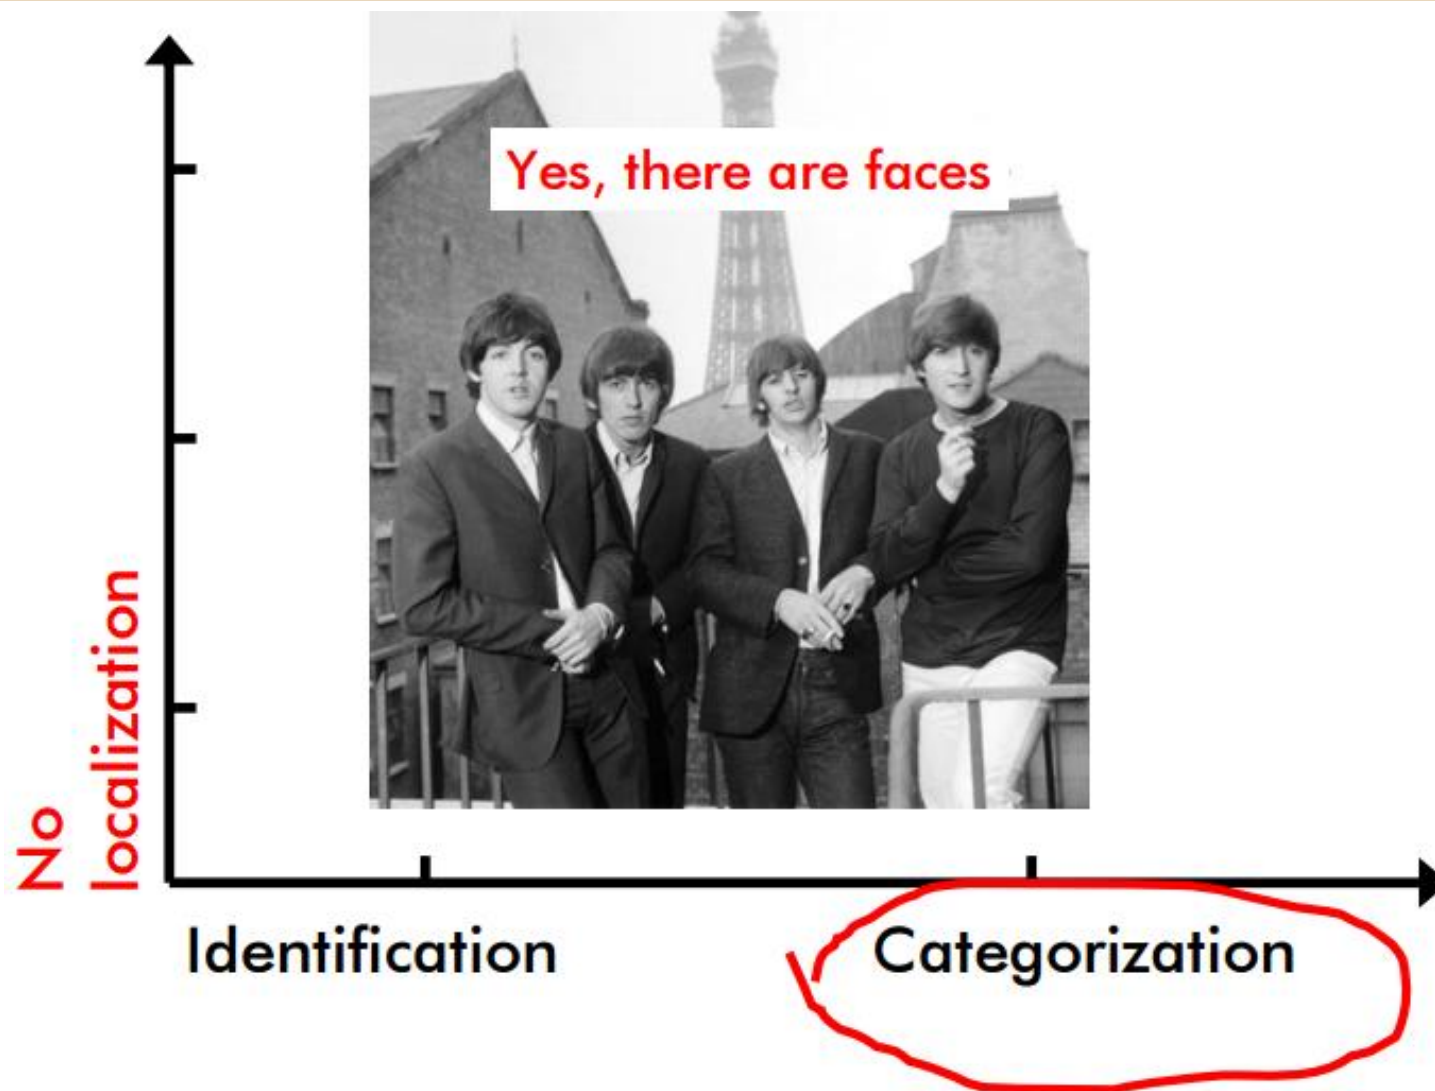 Yes, there are faces
No
localization
Identification
Categorization